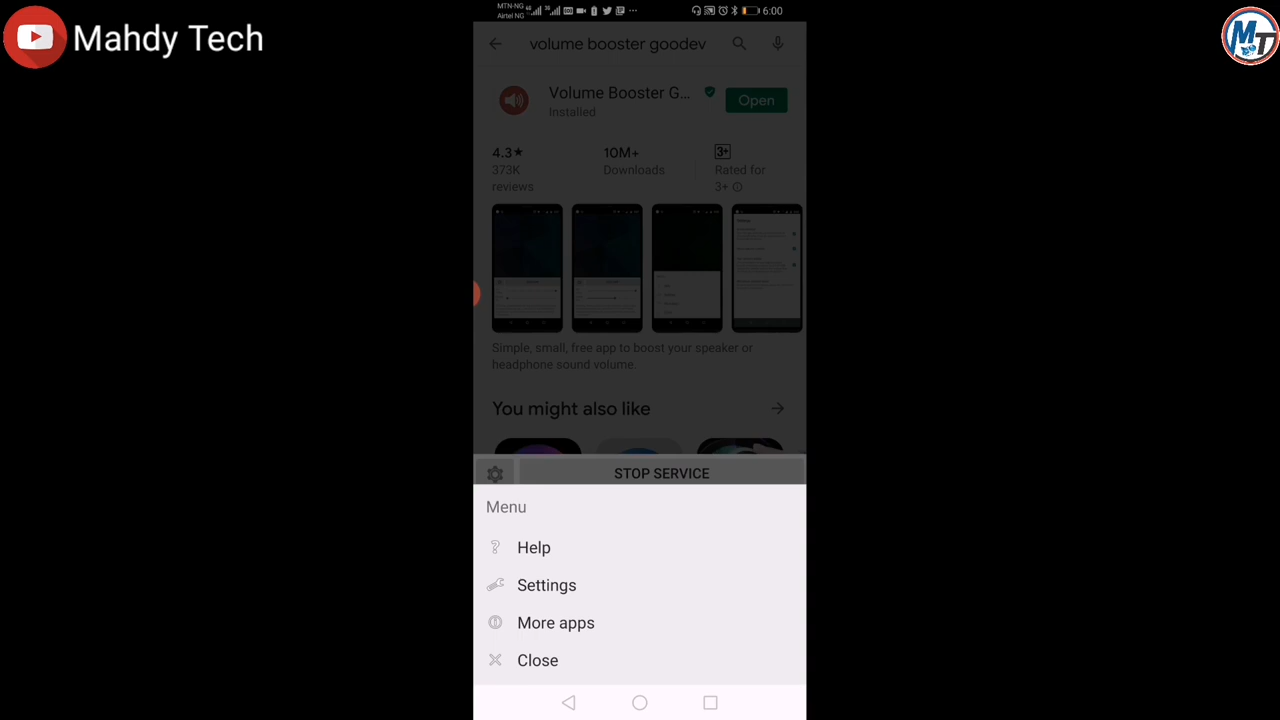 Mahdy Tech
MT
MTN-NG
Airtel NG
6:00
volume booster goodev
Volume Booster G...
Installed
Open
4.3★
373K
reviews
10M+
Downloads
3+
Rated for
3+
Simple, small, free app to boost your speaker or
headphone sound volume.
You might also like
STOP SERVICE
Menu
Help
Settings
More apps
Close